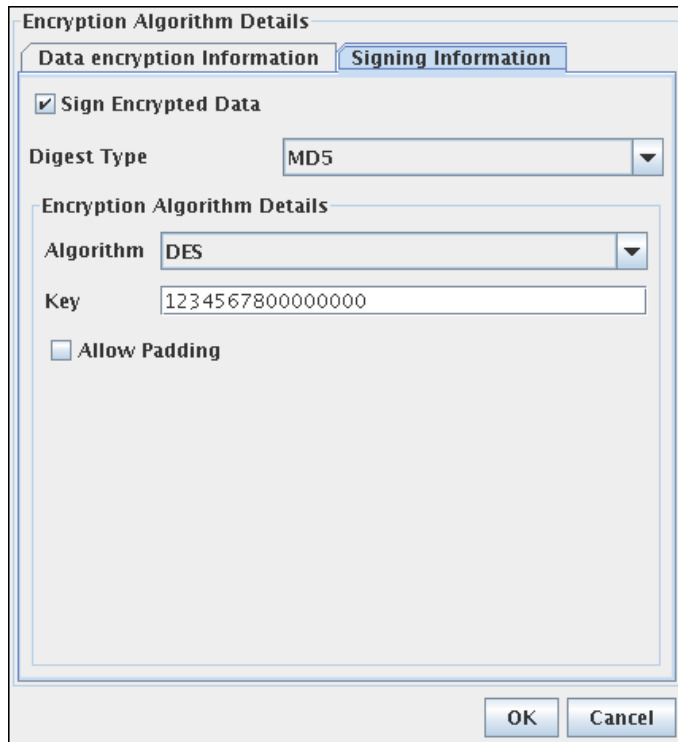 Encryption Algorithm Details
Data encryption Information Signing Information
Sign Encrypted Data
Digest Type MD5
Encryption Algorithm Details
Algorithm DES
Key 1234567800000000
Allow Padding
OK Cancel